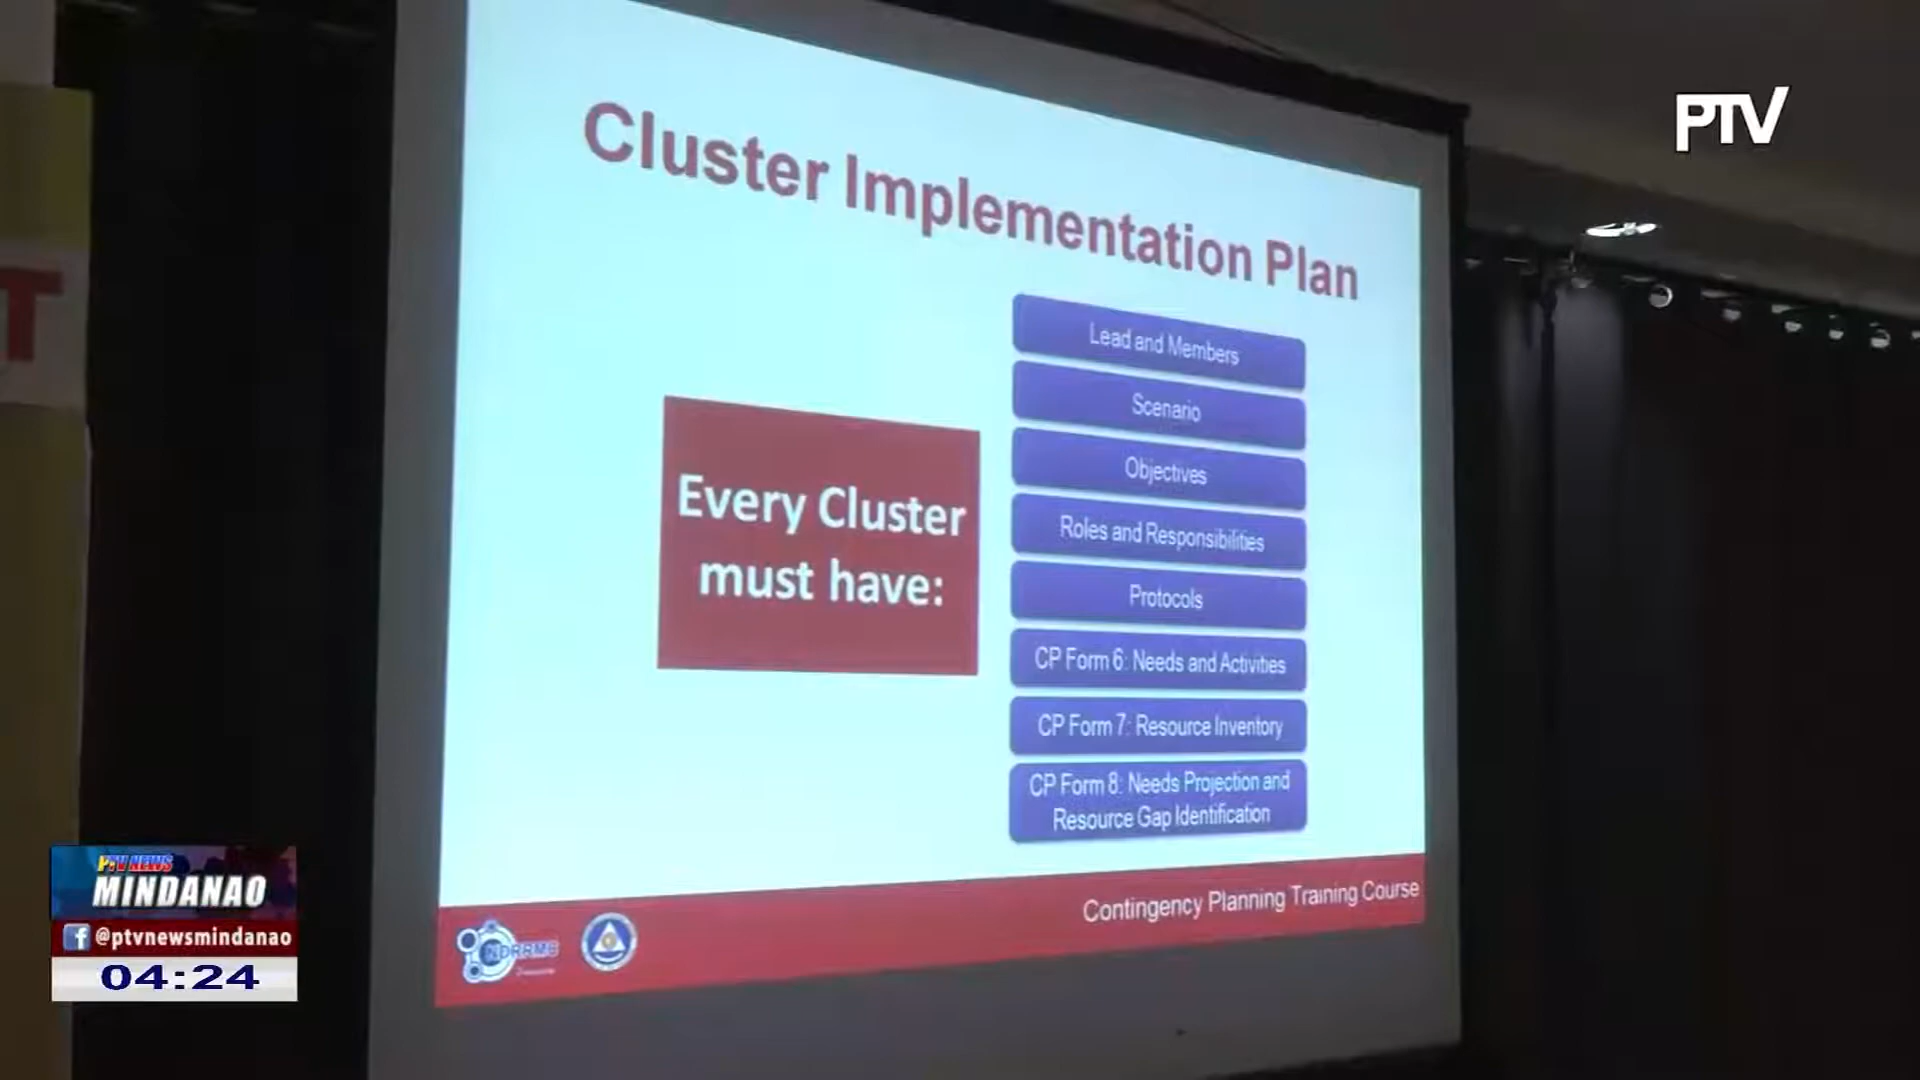 PTV
T
Cluster Implementation Plan
Every Cluster
must have:
Lead and Members
Scenario
Objectives
Roles and Responsibilities
Protocols
CP Form 6: Needs and Activities
CP Form 7: Resource Inventory
CP Form 8: Needs Projection and
Resource Gap Identification
Contingency Planning Training Course
NDRRMS
PTV NEWS
MINDANAO
f @ptvnewsmindanao
04:24